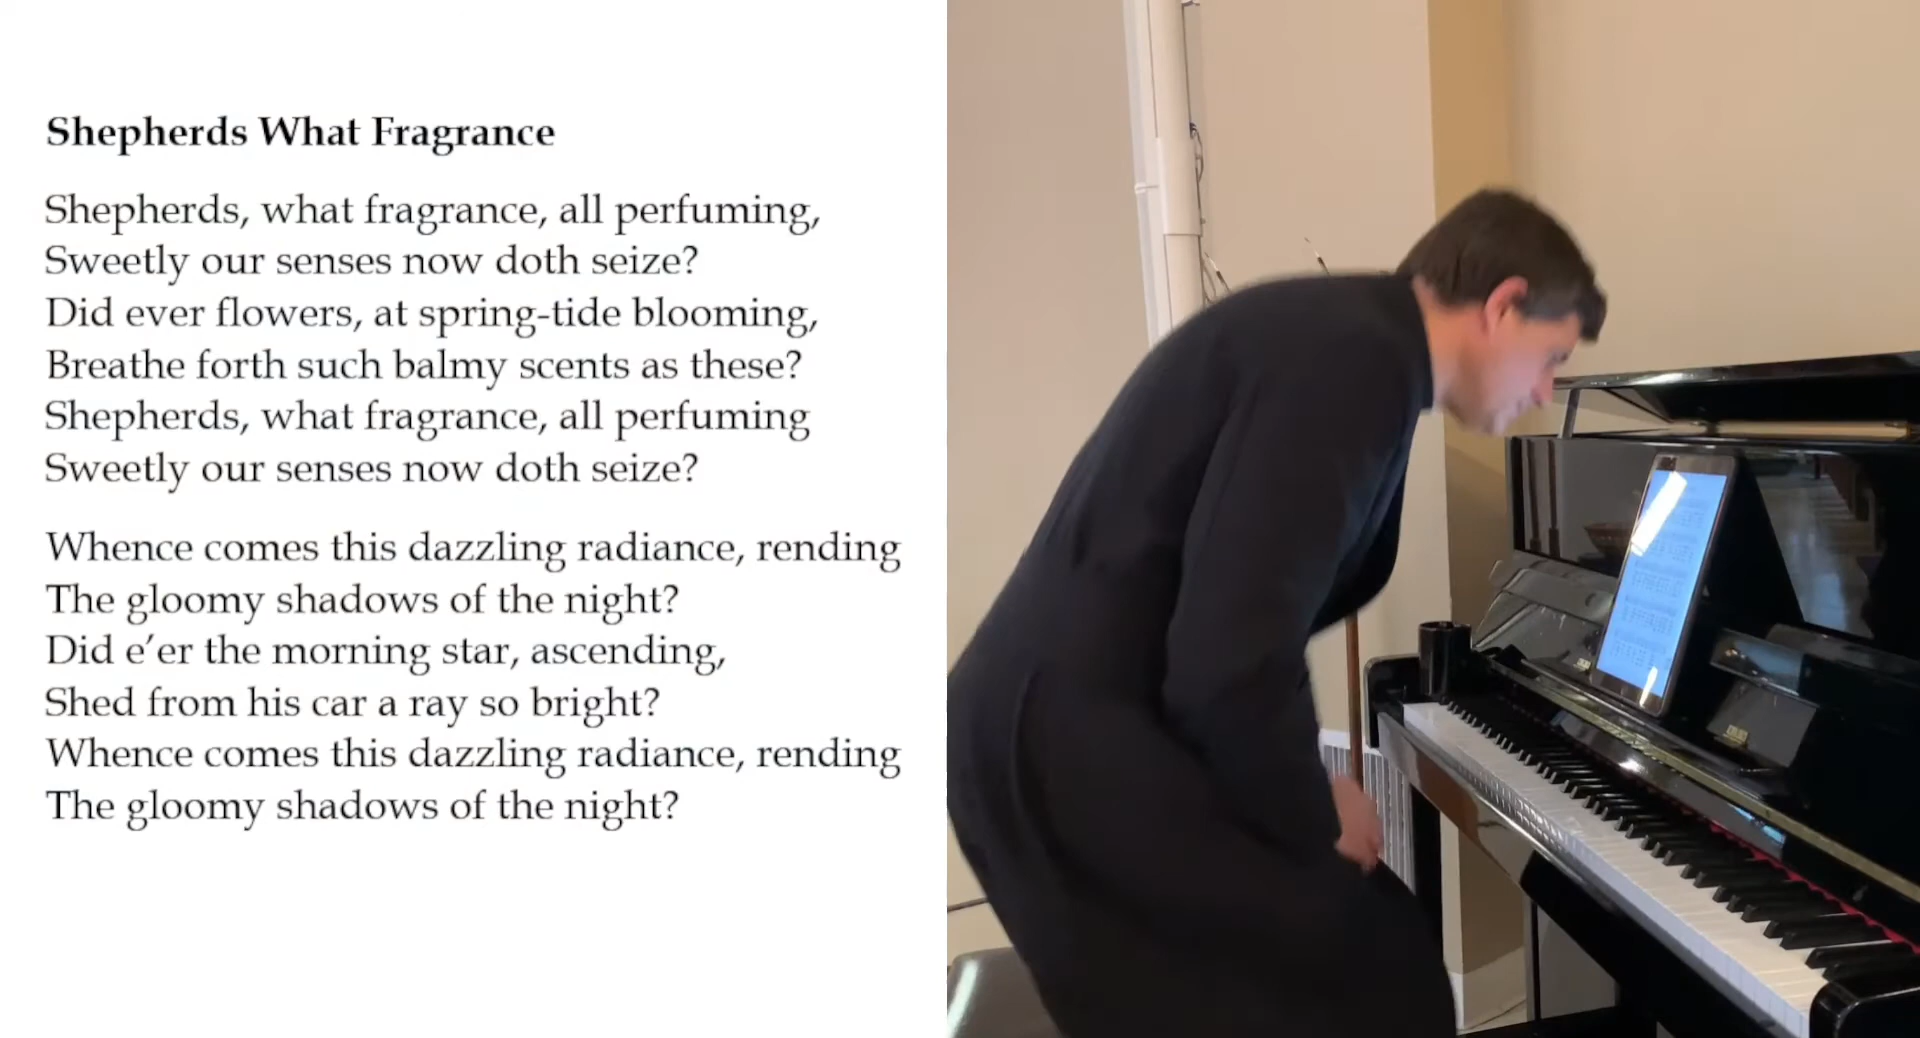 Shepherds What Fragrance
Shepherds, what fragrance, all perfuming,
Sweetly our senses now doth seize?
Did ever flowers, at spring-tide blooming,
Breathe forth such balmy scents as these?
Shepherds, what fragrance, all perfuming
Sweetly our senses now doth seize?
Whence comes this dazzling radiance, rending
The gloomy shadows of the night?
Did e’er the morning star, ascending,
Shed from his car a ray so bright?
Whence comes this dazzling radiance, rending
The gloomy shadows of the night?